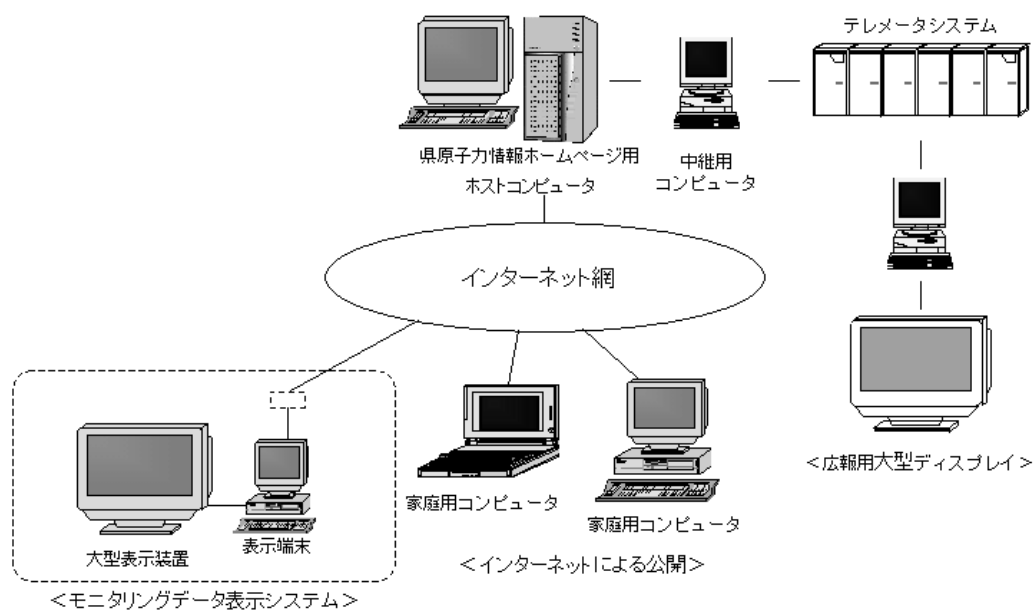 テレメータシステム
県原子力情報ホームページ用
ホストコンピュータ
中継用
コンピュータ
インターネット網
＜広報用大型ディスプレイ＞
家庭用コンピュータ
家庭用コンピュータ
大型表示装置
表示端末
＜インターネットによる公開＞
＜モニタリングデータ表示システム＞